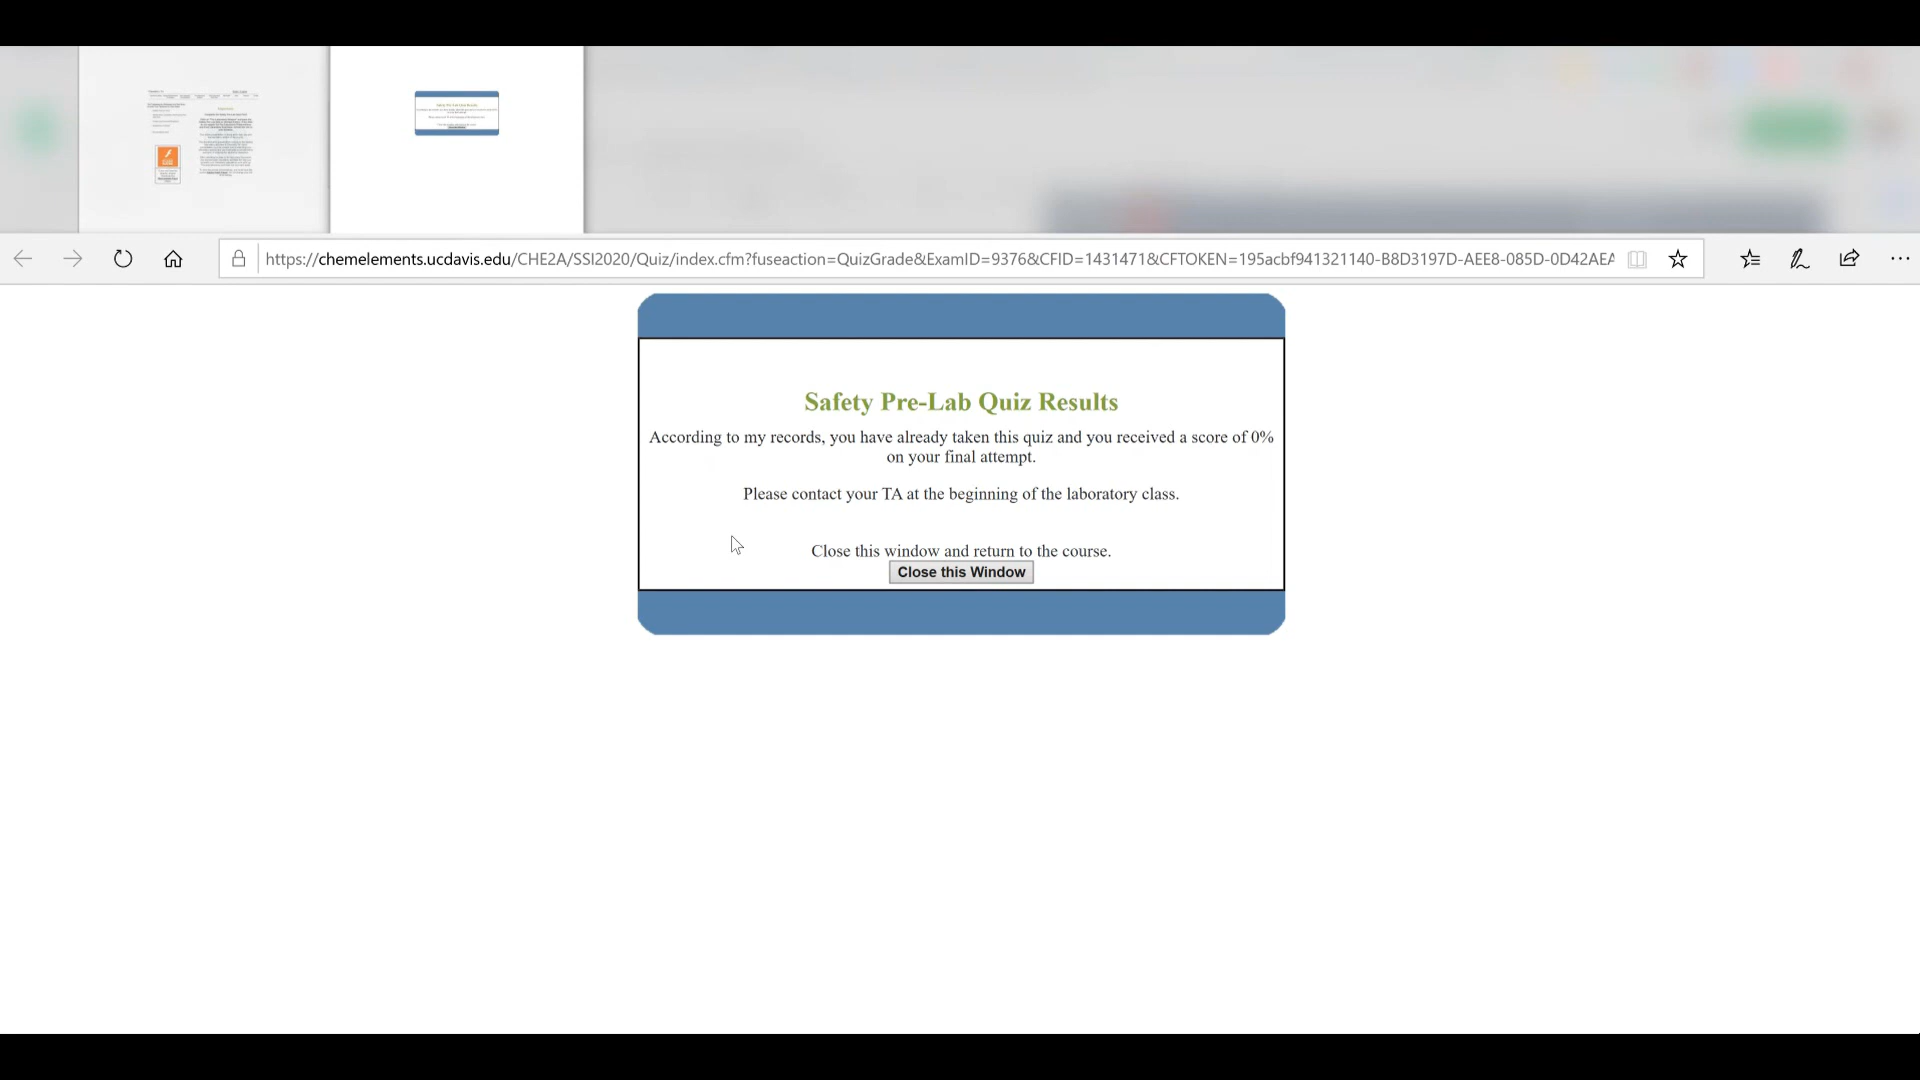 https://chemelements.ucdavis.edu/CHE2A/SSI2020/Quiz/index.cfm?fuseaction=QuizGrade&ExamID=9376&CFID=1431471&CFTOKEN=195acbf941321140-B8D3197D-AEE8-085D-0D42AEA
Safety Pre-Lab Quiz Results
According to my records, you have already taken this quiz and you received a score of 0%
on your final attempt.
Please contact your TA at the beginning of the laboratory class.
Close this window and return to the course.
Close this Window